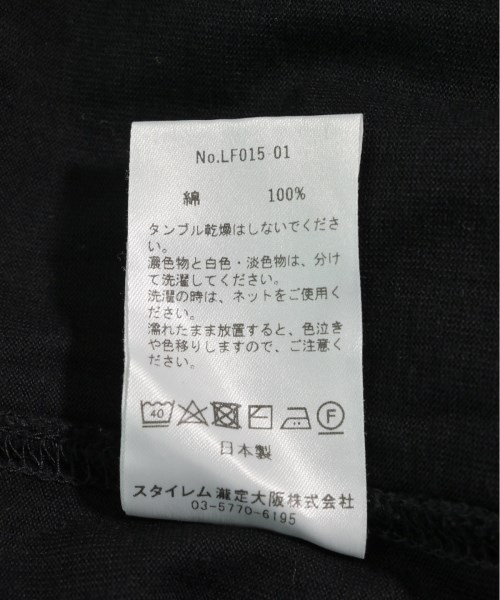 No.LF015-01
綿 100%
タンブル乾燥はしないでくださ
い。
濃色物と白色・淡色物は、分け
て洗濯してください。
洗濯の時は、ネットをご使用く
ださい。
濡れたまま放置すると、色泣き
や色移りしますので、ご注意く
ださい。
40 F
日本製
スタイレム瀧定大阪株式会社
03-5770-6195